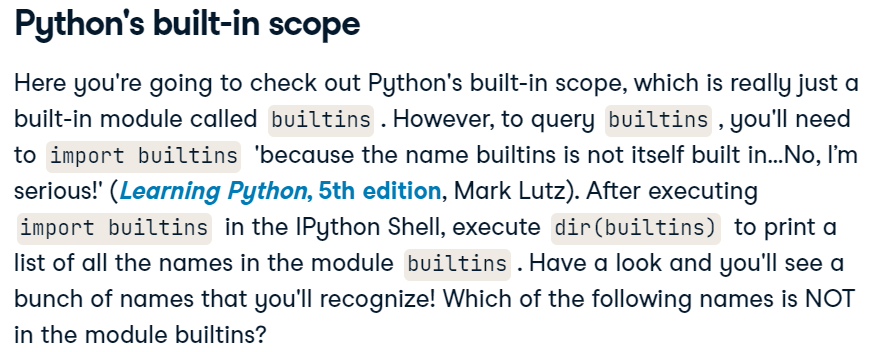 Python's built-in scope
Here you're going to check out Python's built-in scope, which is really just a
built-in module called builtins . However, to query builtins , you'll need
to import builtins 'because the name builtins is not itself built in…No, I’m
serious!' (Learning Python, 5th edition, Mark Lutz). After executing
import builtins in the IPython Shell, execute dir(builtins) to print a
list of all the names in the module builtins . Have a look and you'll see a
bunch of names that you'll recognize! Which of the following names is NOT
in the module builtins?